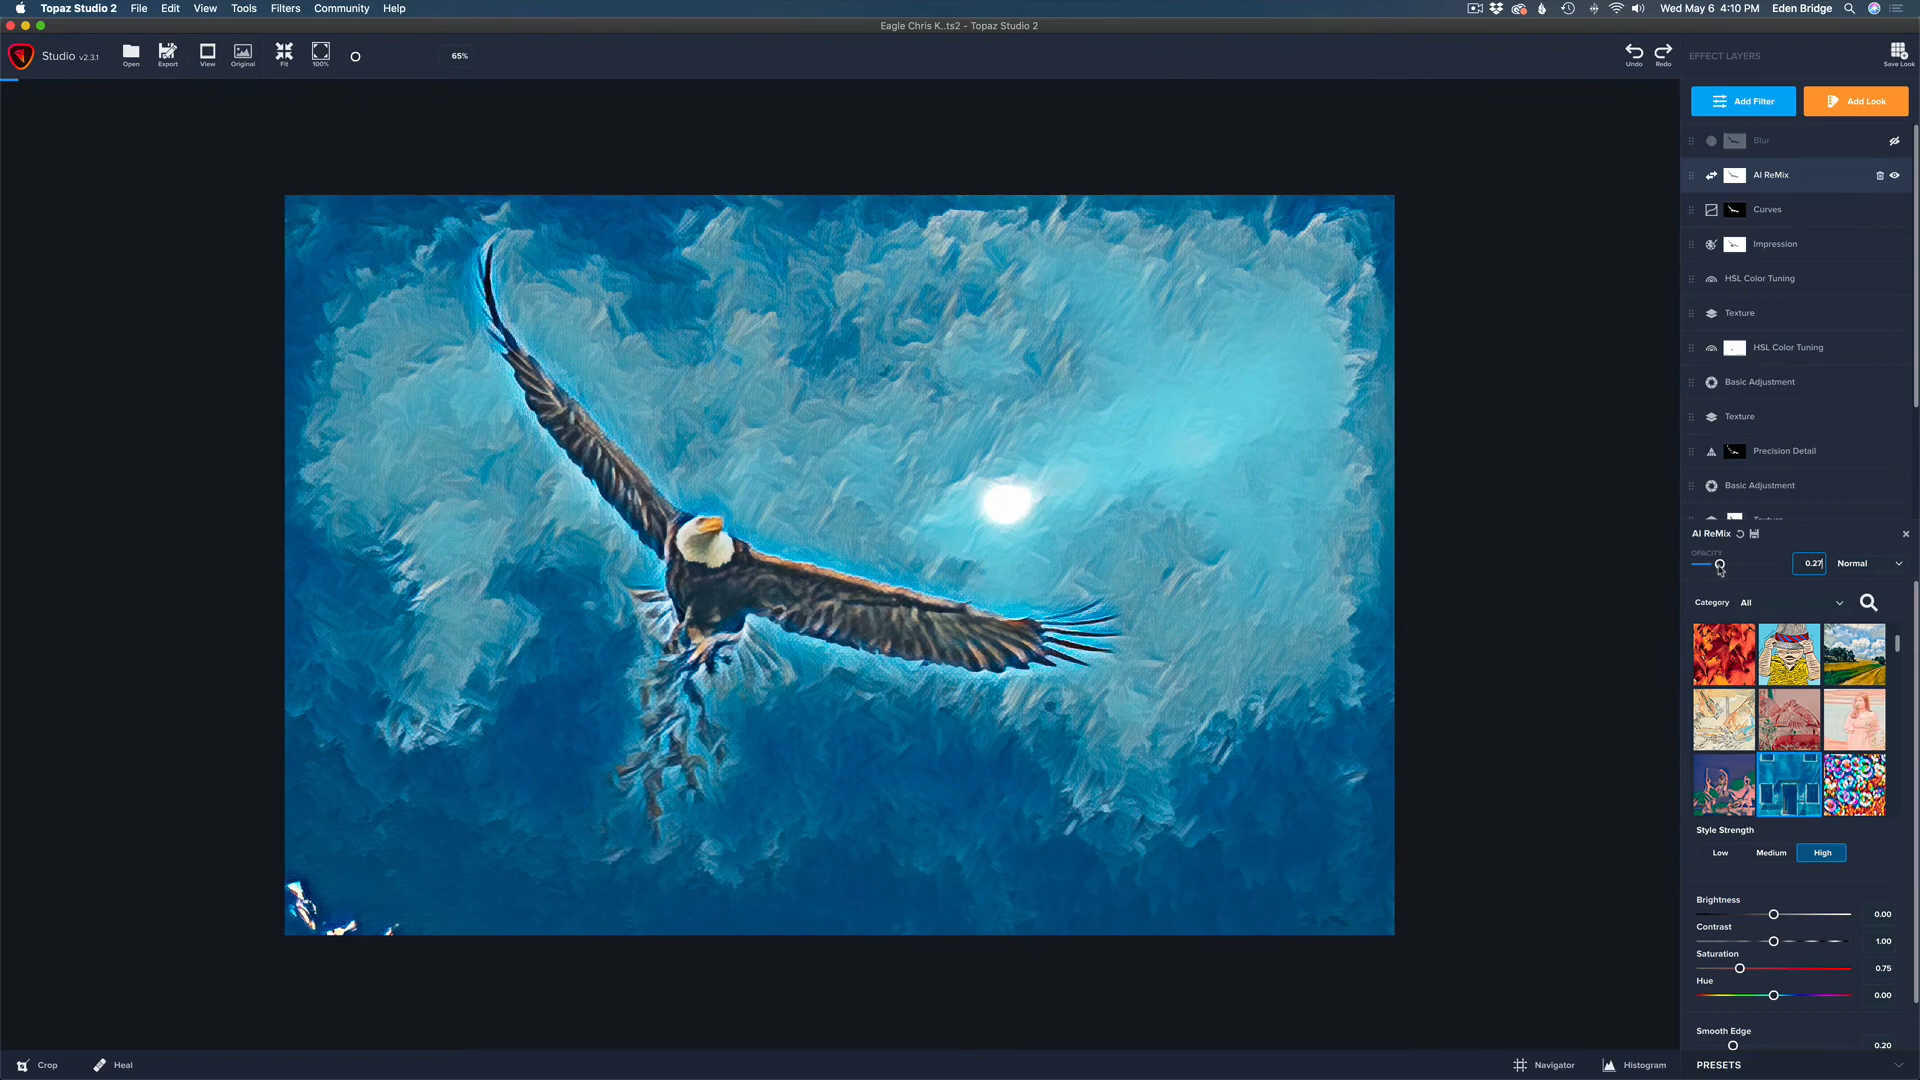 Topaz Studio 2 File Edit View Tools Filters Community Help
Wed May 6 4:10 PM Eden Bridge
Eagle Chris K..ts2 - Topaz Studio 2
Studio v2.3.1
Open
Export
View
Original
Fit
100%
65%
Undo
Redo
EFFECT LAYERS
Save Look
Add Filter
Add Look
Blur
AI ReMix
Curves
Impression
HSL Color Tuning
Texture
HSL Color Tuning
Basic Adjustment
Texture
Precision Detail
Basic Adjustment
Texture
AI ReMix
OPACITY
0.27
Normal
Category All
Style Strength
Low Medium High
Brightness
0.00
Contrast
1.00
Saturation
0.75
Hue
0.00
Smooth Edge
0.20
Crop
Heal
Navigator
Histogram
PRESETS